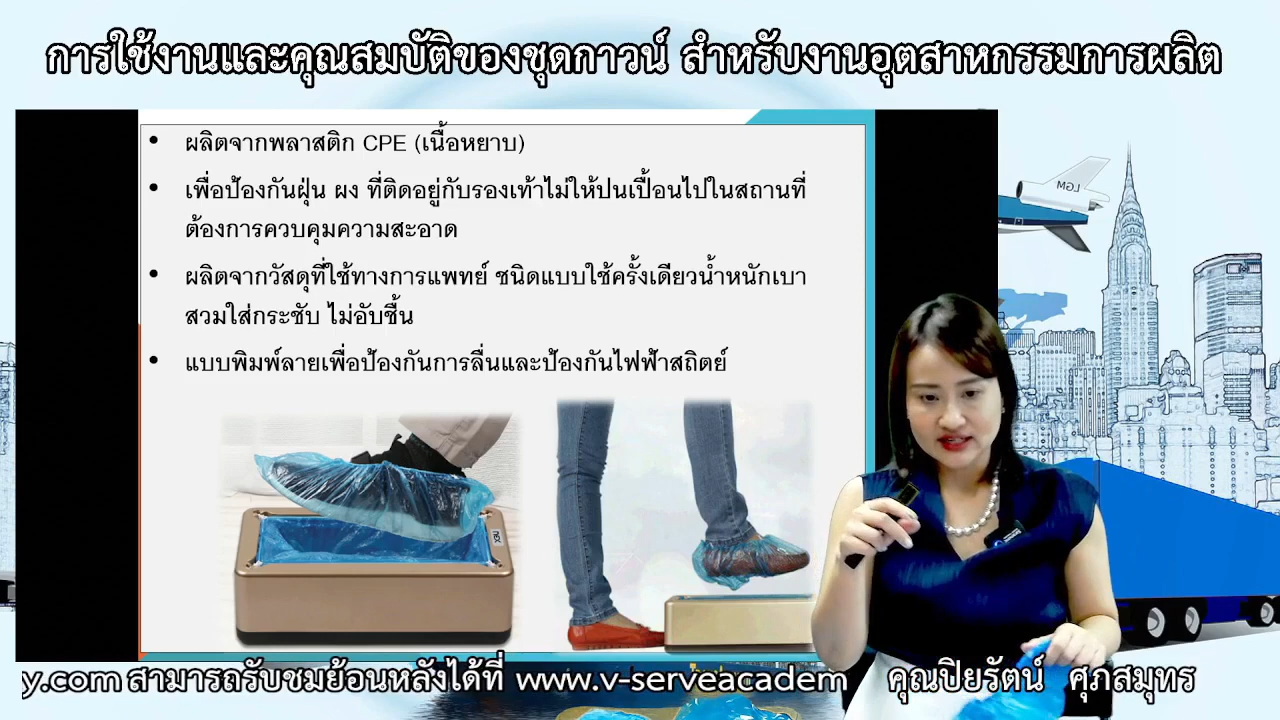 การใช้งานและคุณสมบัติของชุดกาวน์ สำหรับงานอุตสาหกรรมการผลิต
• ผลิตจากพลาสติก CPE (เนื้อหยาบ)
• เพื่อป้องกันฝุ่น ผง ที่ติดอยู่กับรองเท้าไม่ให้ปนเปื้อนไปในสถานที่
ต้องการควบคุมความสะอาด
• ผลิตจากวัสดุที่ใช้ทางการแพทย์ ชนิดแบบใช้ครั้งเดียวน้ำหนักเบา
สวมใส่กระชับ ไม่อับชื้น
• แบบพิมพ์ลายเพื่อป้องกันการลื่นและป้องกันไฟฟ้าสถิตย์
LGM
nex
y.com สามารถรับชมย้อนหลังได้ที่ www.v-serveacadem
คุณปิยรัตน์ ศุภสมุทร